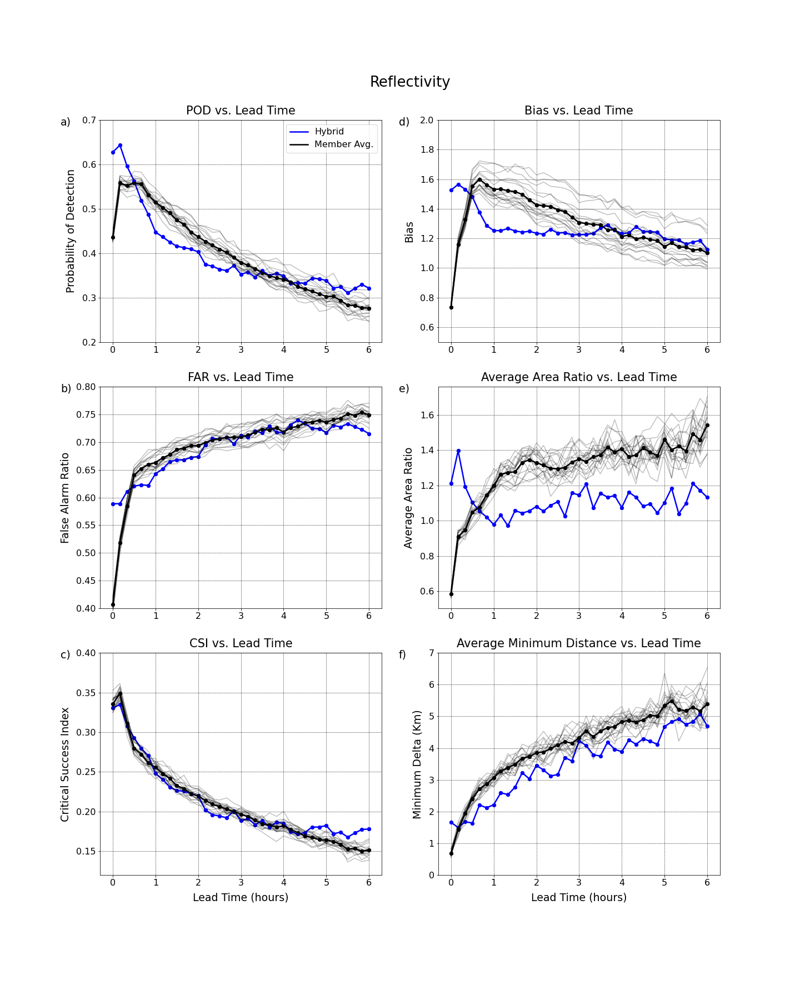 Reflectivity
a)
POD vs. Lead Time
Probability of Detection
0.7
0.6
0.5
0.4
0.3
0.2
0 1 2 3 4 5 6
Hybrid
Member Avg.
d)
Bias vs. Lead Time
Bias
2.0
1.8
1.6
1.4
1.2
1.0
0.8
0.6
0 1 2 3 4 5 6
b)
FAR vs. Lead Time
False Alarm Ratio
0.80
0.75
0.70
0.65
0.60
0.55
0.50
0.45
0.40
0 1 2 3 4 5 6
e)
Average Area Ratio vs. Lead Time
Average Area Ratio
1.6
1.4
1.2
1.0
0.8
0.6
0 1 2 3 4 5 6
c)
CSI vs. Lead Time
Critical Success Index
0.40
0.35
0.30
0.25
0.20
0.15
0 1 2 3 4 5 6
Lead Time (hours)
f)
Average Minimum Distance vs. Lead Time
Minimum Delta (Km)
7
6
5
4
3
2
1
0
0 1 2 3 4 5 6
Lead Time (hours)